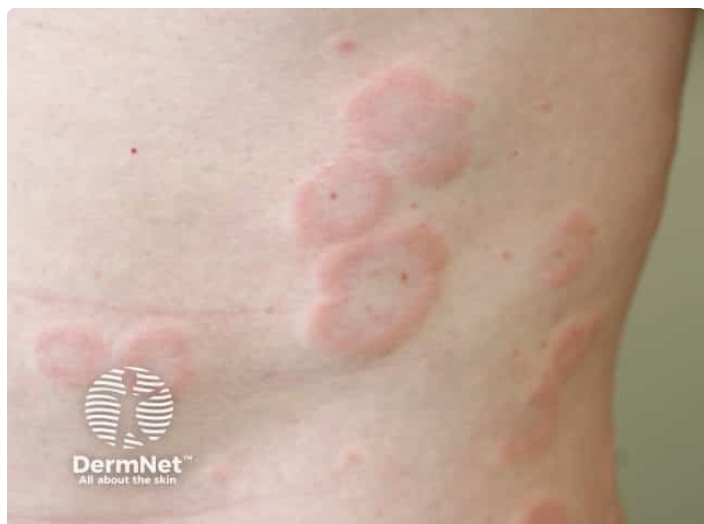 DermNet™
All about the skin